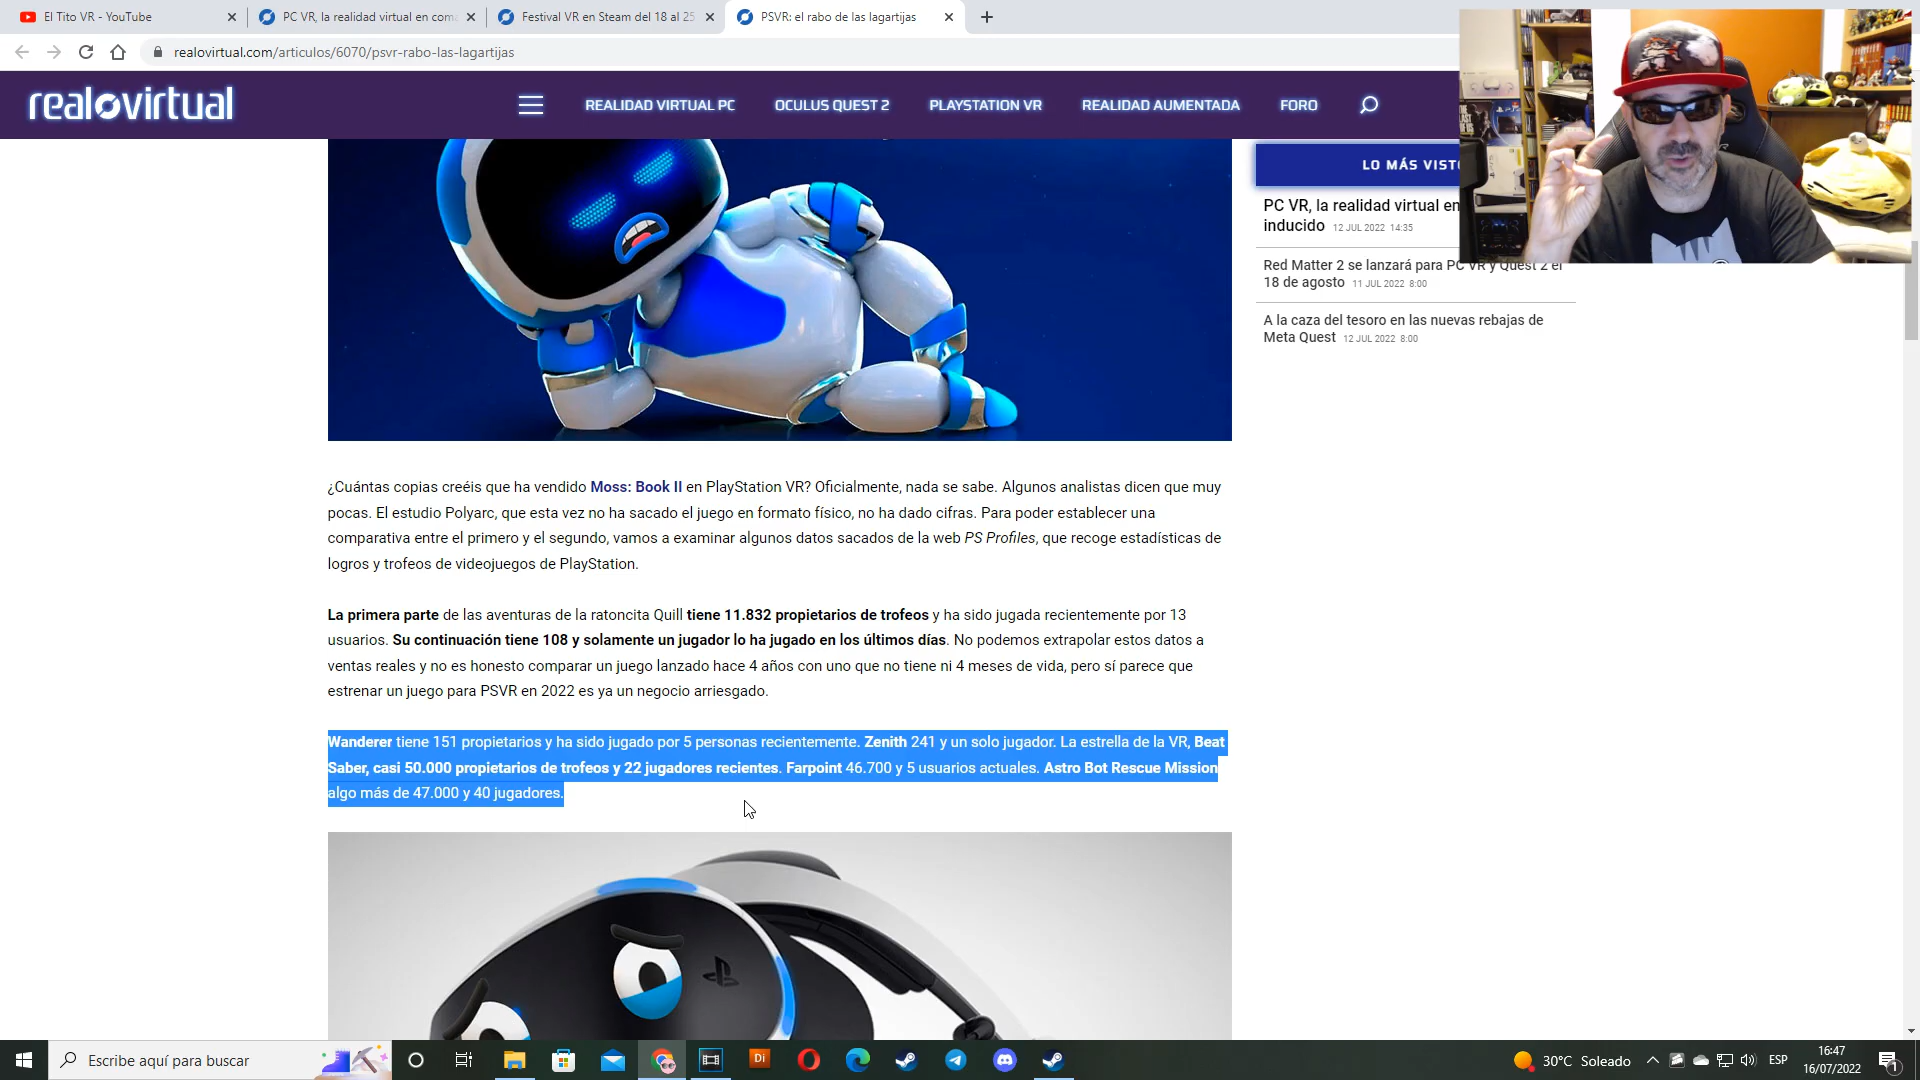 El Tito VR - YouTube
PC VR, la realidad virtual en coma
Festival VR en Steam del 18 al 25
PSVR: el rabo de las lagartijas
realovirtual.com/articulos/6070/psvr-rabo-las-lagartijas
realovirtual
REALIDAD VIRTUAL PC
OCULUS QUEST 2
PLAYSTATION VR
REALIDAD AUMENTADA
FORO
LO MÁS VISTO
PC VR, la realidad virtual en
inducido 12 JUL 2022 14:35
Red Matter 2 se lanzará para PC VR y Quest 2 el
18 de agosto 11 JUL 2022 8:00
A la caza del tesoro en las nuevas rebajas de
Meta Quest 12 JUL 2022 8:00
¿Cuántas copias creéis que ha vendido Moss: Book II en PlayStation VR? Oficialmente, nada se sabe. Algunos analistas dicen que muy
pocas. El estudio Polyarc, que esta vez no ha sacado el juego en formato físico, no ha dado cifras. Para poder establecer una
comparativa entre el primero y el segundo, vamos a examinar algunos datos sacados de la web PS Profiles, que recoge estadísticas de
logros y trofeos de videojuegos de PlayStation.
La primera parte de las aventuras de la ratoncita Quill tiene 11.832 propietarios de trofeos y ha sido jugada recientemente por 13
usuarios. Su continuación tiene 108 y solamente un jugador lo ha jugado en los últimos días. No podemos extrapolar estos datos a
ventas reales y no es honesto comparar un juego lanzado hace 4 años con uno que no tiene ni 4 meses de vida, pero sí parece que
estrenar un juego para PSVR en 2022 es ya un negocio arriesgado.
Wanderer tiene 151 propietarios y ha sido jugado por 5 personas recientemente. Zenith 241 y un solo jugador. La estrella de la VR, Beat
Saber, casi 50.000 propietarios de trofeos y 22 jugadores recientes. Farpoint 46.700 y 5 usuarios actuales. Astro Bot Rescue Mission
algo más de 47.000 y 40 jugadores.
Escribe aquí para buscar
Di
30°C Soleado
ESP
16:47
16/07/2022
1